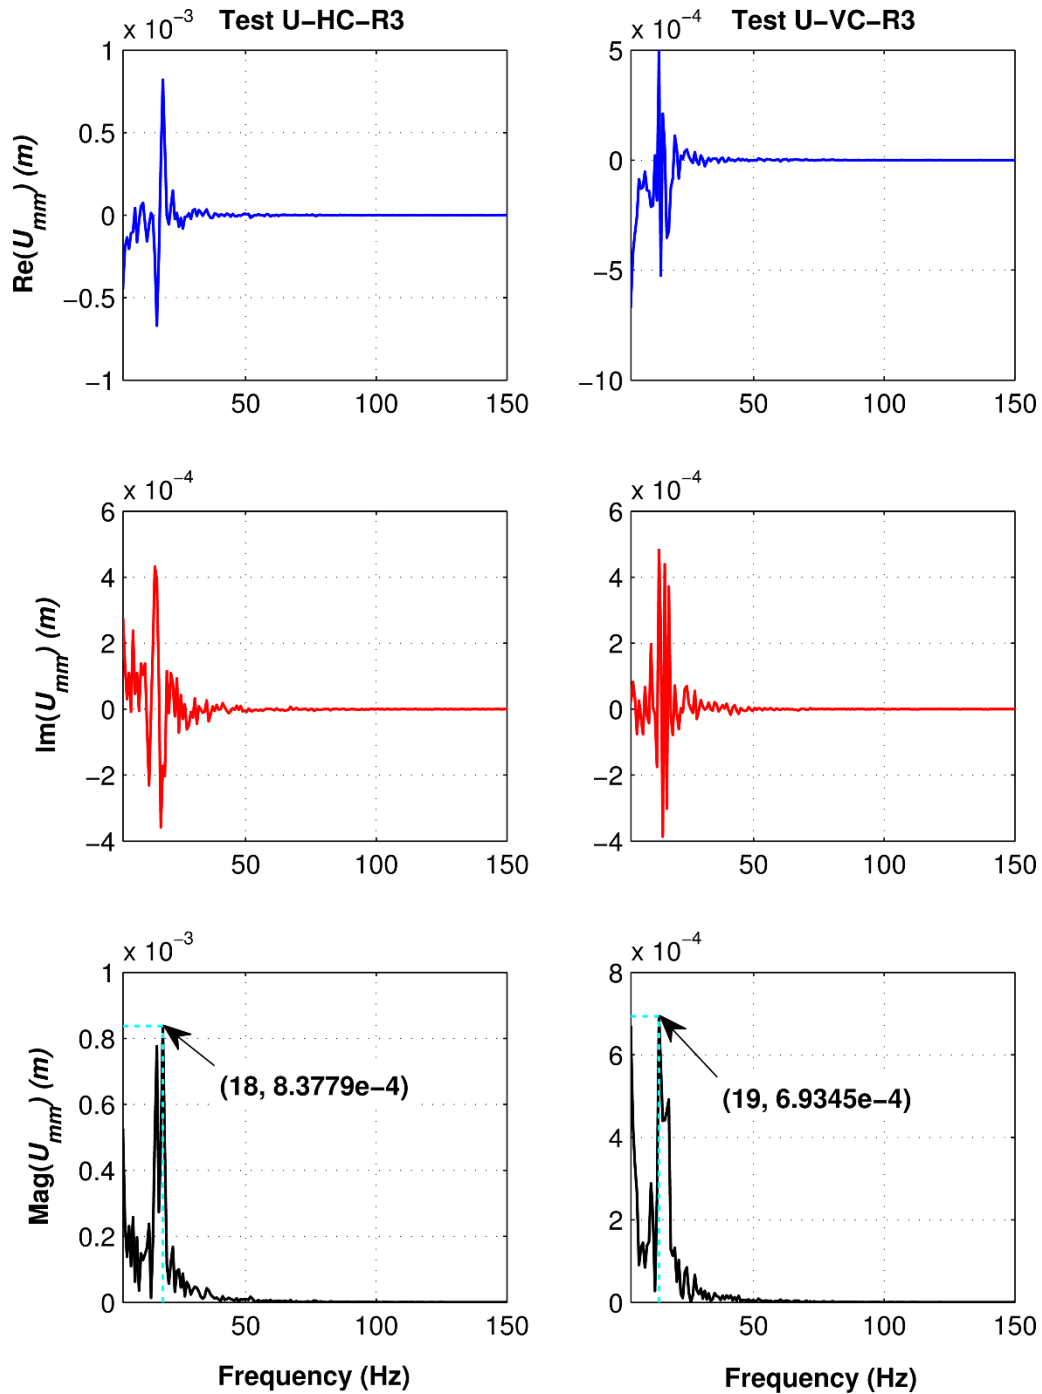 Test U−HC−R3
x 10−3
Re(Umm) (m)
1
0.5
0
−0.5
−1
50 100 150
Test U−VC−R3
x 10−4
5
0
−5
−10
50 100 150
x 10−4
Im(Umm) (m)
6
4
2
0
−2
−4
50 100 150
x 10−4
6
4
2
0
−2
−4
50 100 150
x 10−3
Mag(Umm) (m)
1
0.8
0.6
0.4
0.2
0
(18, 8.3779e−4)
50 100 150
Frequency (Hz)
x 10−4
8
6
4
2
0
(19, 6.9345e−4)
50 100 150
Frequency (Hz)